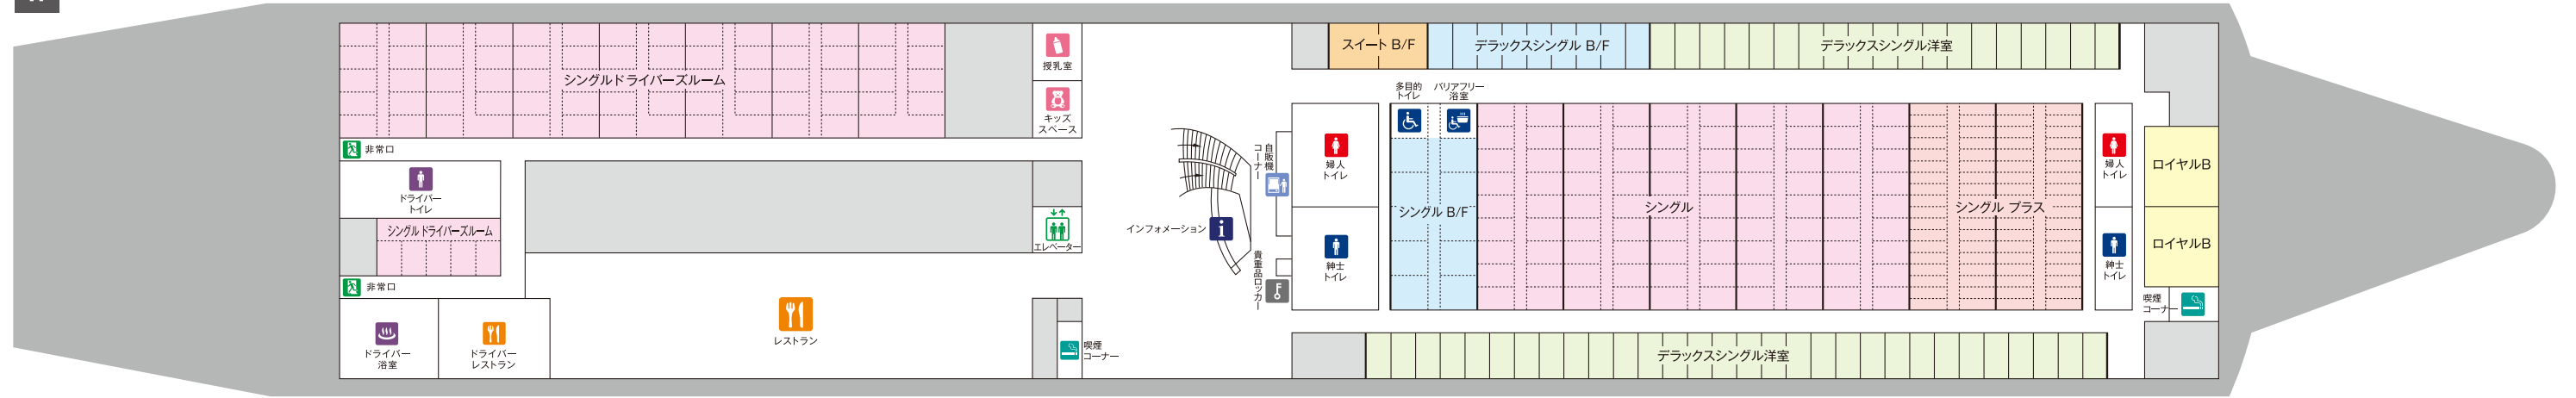 シングルドライバーズルーム
授乳室
キッズ
スペース
スイート B/F
デラックスシングル B/F
デラックスシングル洋室
非常口
ドライバー
トイレ
シングルドライバーズルーム
非常口
ドライバー
浴室
ドライバー
レストラン
レストラン
エレベーター
喫煙
コーナー
インフォメーション
自販機
コーナー
貴重品ロッカー
婦人
トイレ
紳士
トイレ
多目的
トイレ
バリアフリー
浴室
シングル B/F
シングル
シングル プラス
婦人
トイレ
紳士
トイレ
ロイヤルB
ロイヤルB
喫煙
コーナー
デラックスシングル洋室